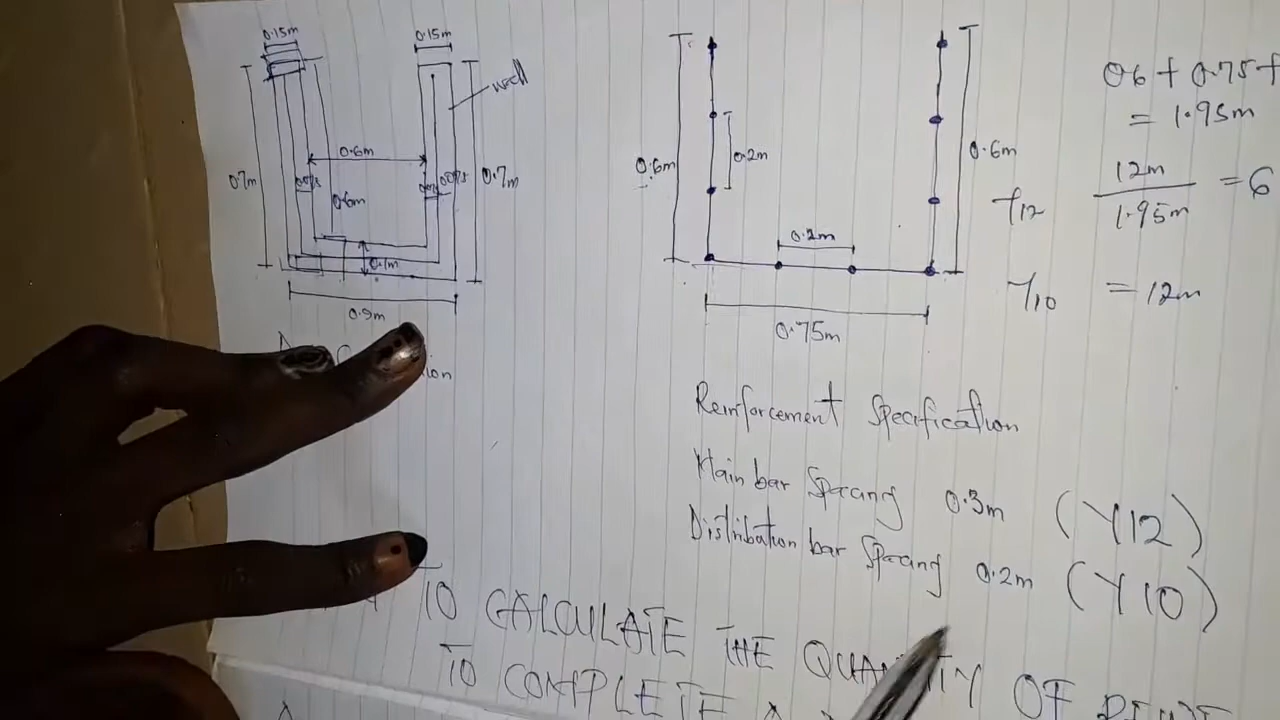 0.15m
0.15m
wall
0.6m
0.7m
0.075
0.075
0.7m
0.6m
0.1m
0.9m
0.6m
0.2m
0.6m
0.2m
0.75m
0.6 + 0.75 +
= 1.95m
Y12 12m = 6
1.95m
Y10 = 12m
Reinforcement Specification
Main bar Spacing 0.3m (Y12)
Distribution bar Spacing 0.2m (Y10)
TO CALCULATE THE QUANTITY OF
TO COMPLETE A